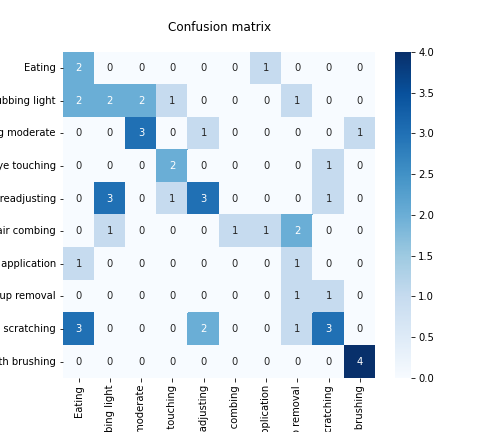 Confusion matrix
Eating 2 0 0 0 0 0 1 0 0 0
ubbing light 2 2 2 1 0 0 0 1 0 0
g moderate 0 0 3 0 1 0 0 0 0 1
ye touching 0 0 0 2 0 0 0 0 1 0
readjusting 0 3 0 1 3 0 0 0 1 0
air combing 0 1 0 0 0 1 1 2 0 0
application 1 0 0 0 0 0 0 1 0 0
up removal 0 0 0 0 0 0 0 1 1 0
scratching 3 0 0 0 2 0 0 1 3 0
th brushing 0 0 0 0 0 0 0 0 0 4
Eating
bing light
moderate
touching
adjusting
combing
pplication
removal
cratching
brushing
4.0
3.5
3.0
2.5
2.0
1.5
1.0
0.5
0.0